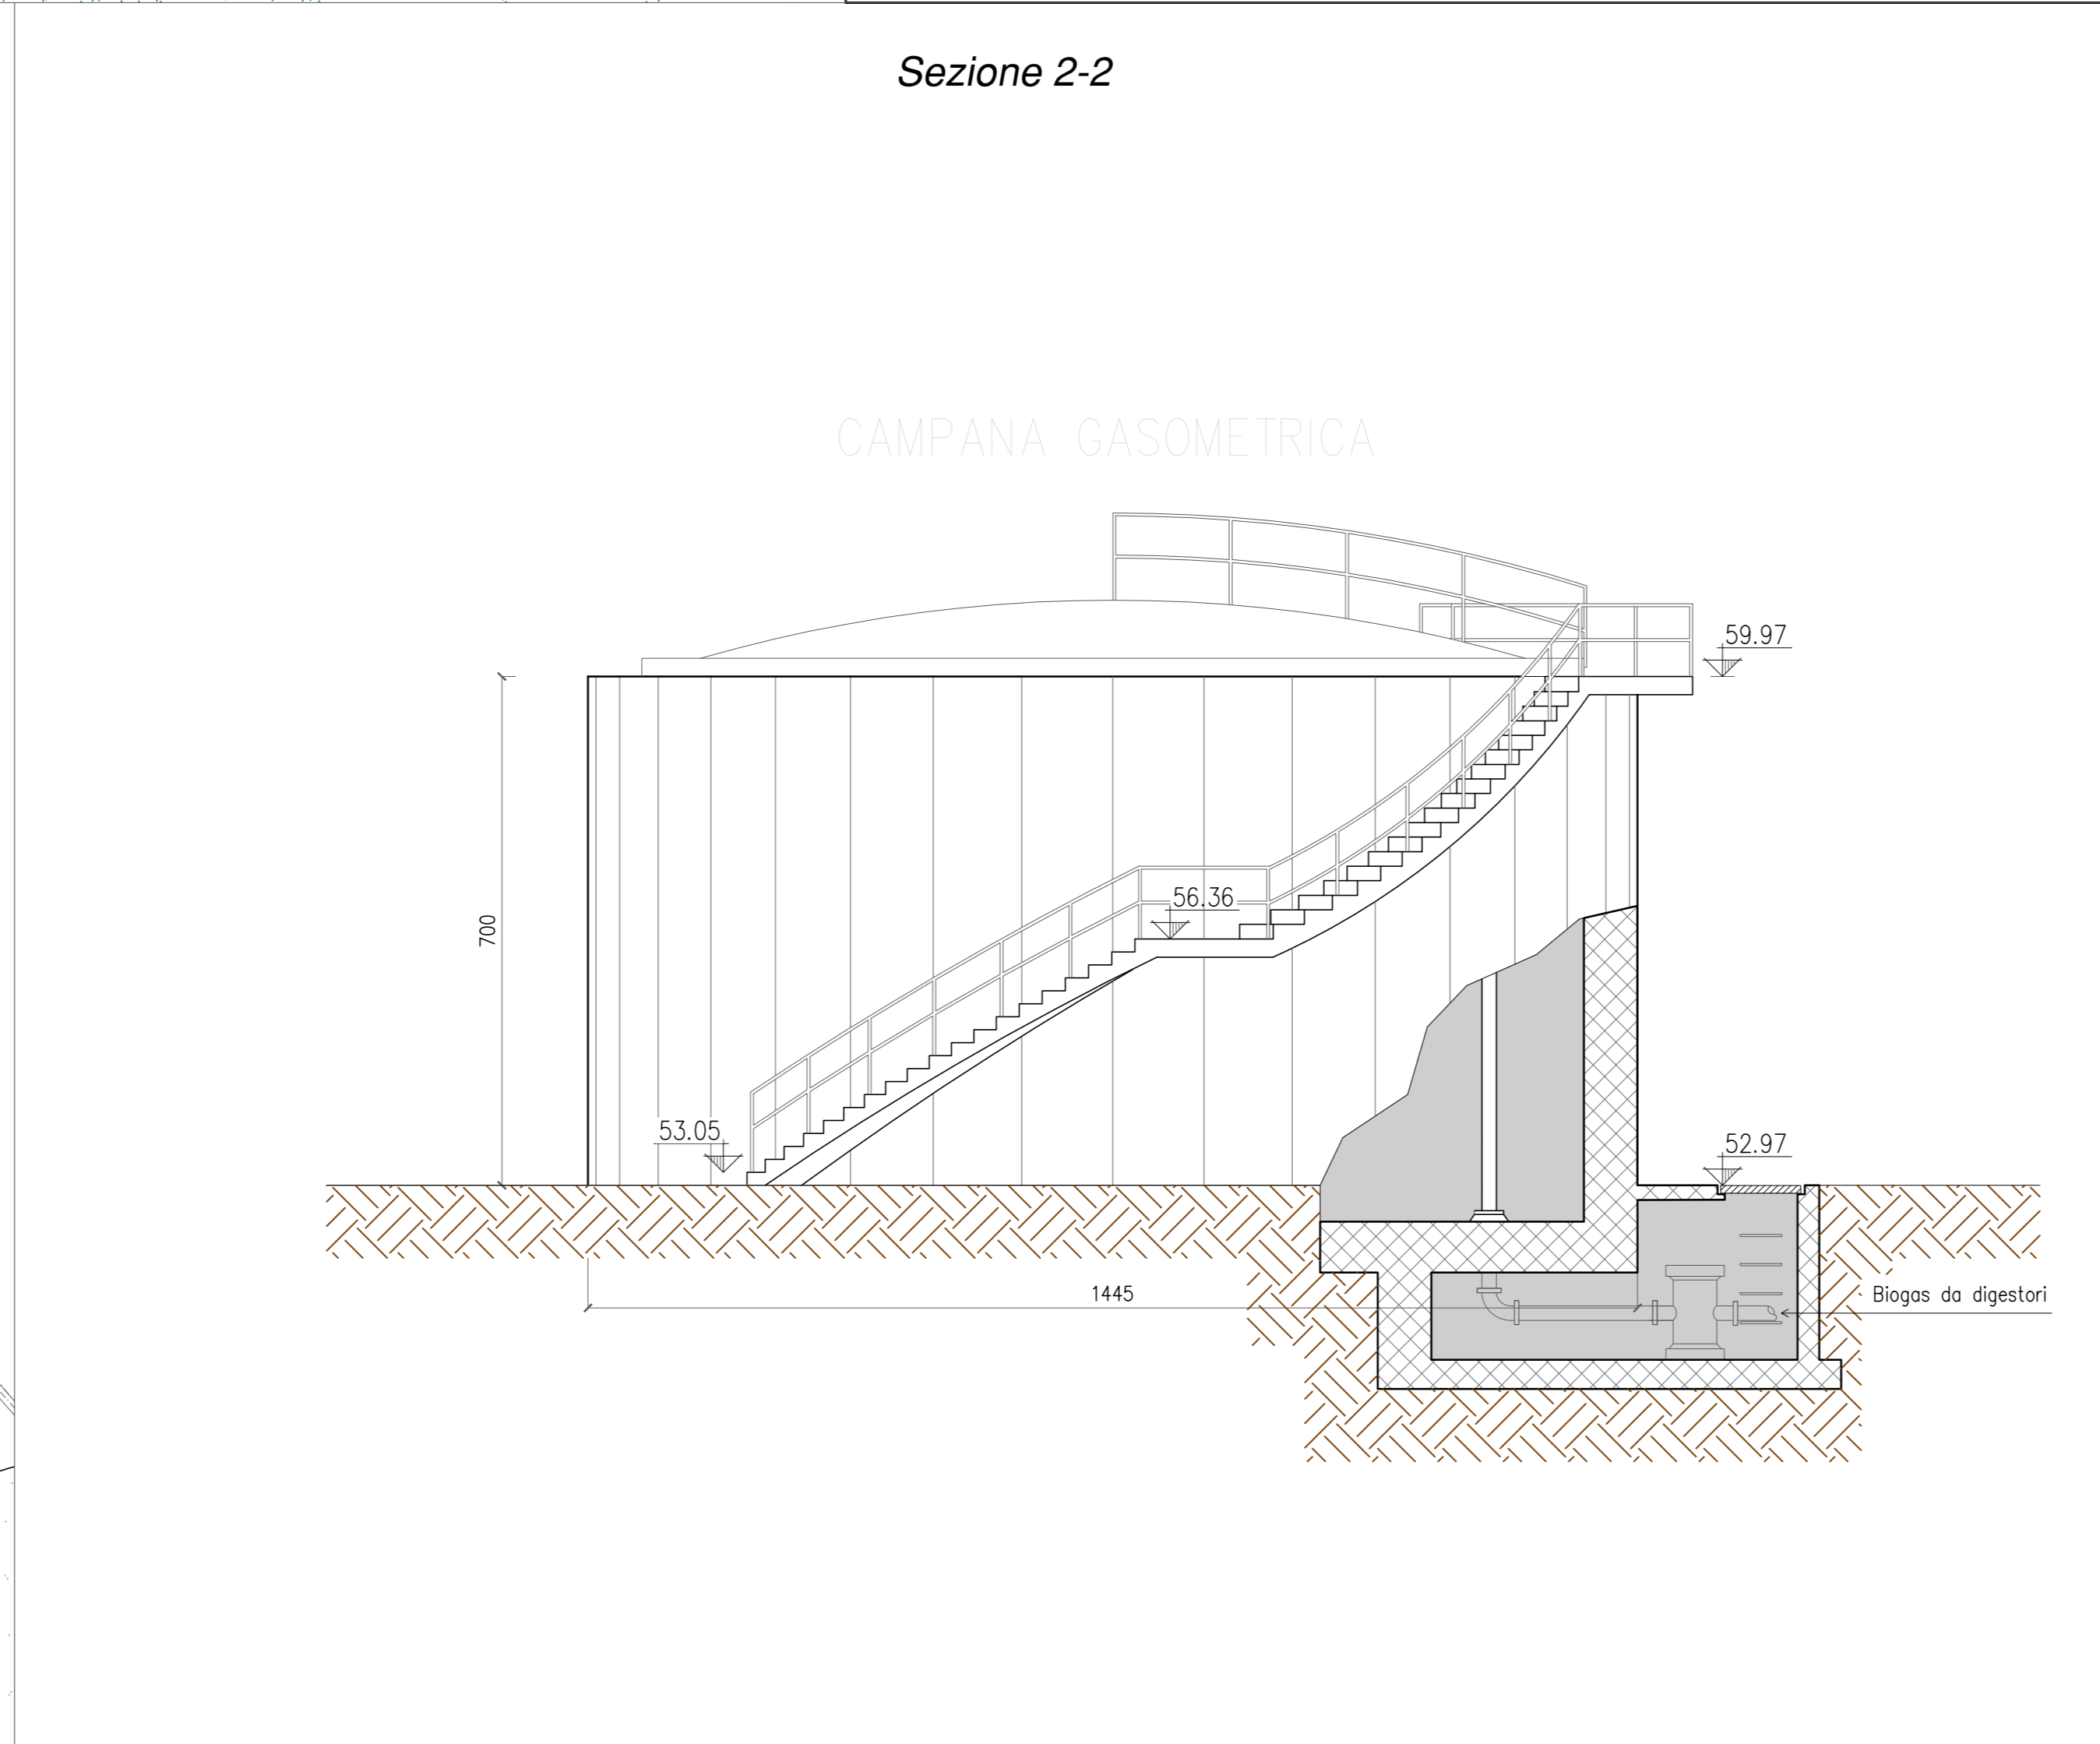 Sezione 2-2
CAMPANA GASOMETRICA
59.97
56.36
700
53.05
52.97
1445
Biogas da digestori